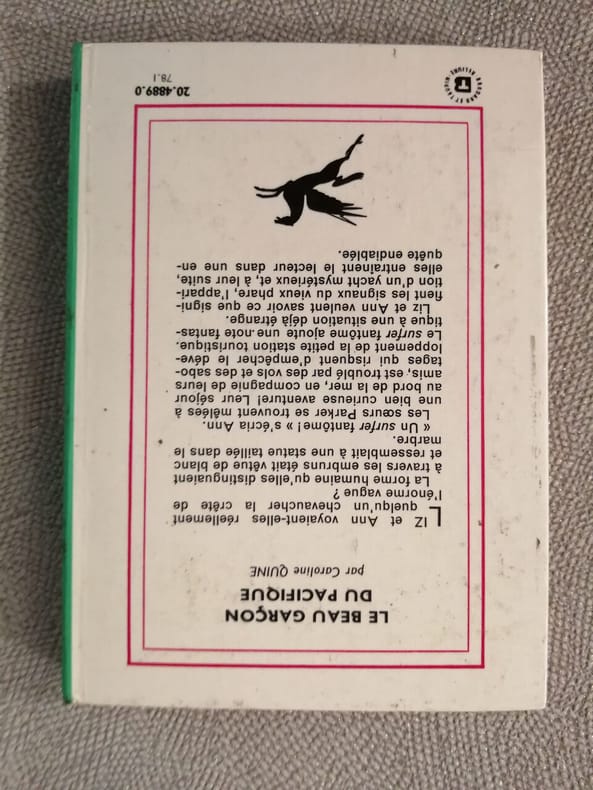 LE BEAU GARÇON
DU PACIFIQUE
par Caroline QUINE
LIZ et Ann voyaient-elles réellement
quelqu'un chevaucher la crête de
l'énorme vague ?
La forme humaine qu'elles distinguaient
à travers les embruns était vêtue de blanc
et ressemblait à une statue taillée dans le
marbre.
« Un surfer fantôme! » s'écria Ann.
Les sœurs Parker se trouvent mêlées à
une bien curieuse aventure! Leur séjour
au bord de la mer, en compagnie de leurs
amis, est troublé par des vols et des sabo-
tages qui risquent d'empêcher le déve-
loppement de la petite station touristique.
Le surfer fantôme ajoute une note fantas-
tique à une situation déjà étrange.
Liz et Ann veulent savoir ce que signi-
fient les signaux du vieux phare, l'appari-
tion d'un yacht mystérieux et, à leur suite,
elles entraînent le lecteur dans une en-
quête endiablée.
BRODARD ET TAUPIN RELIURE
20.4889.0
78.I